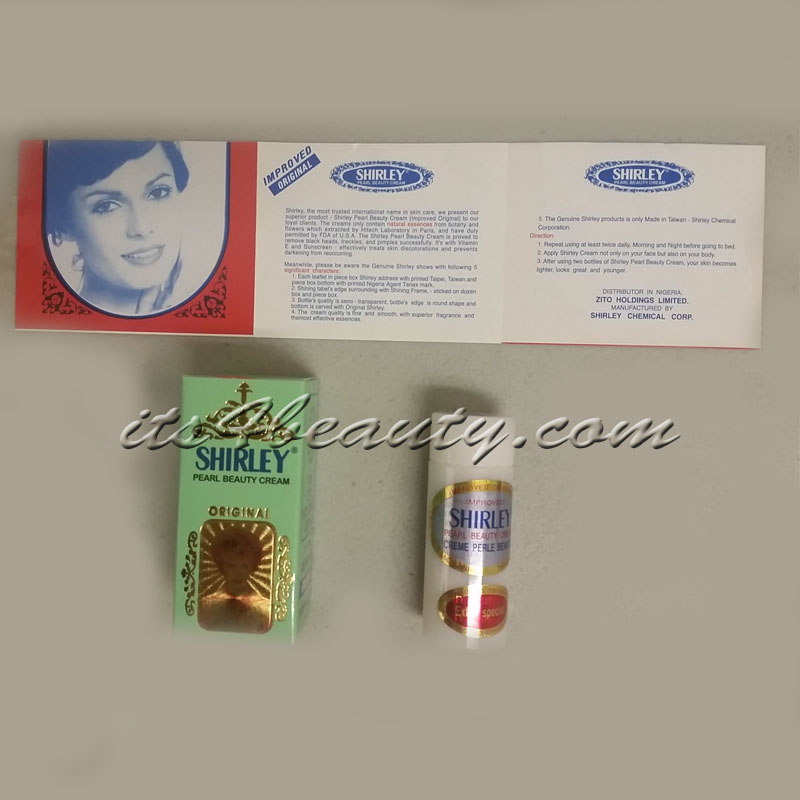 IMPROVED
ORIGINAL
SHIRLEY
PEARL BEAUTY CREAM
Shirley, the most trusted international name in skin care, we present our
superior product - Shirley Pearl Beauty Cream (Improved Original) to our
loyal clients. The creams only contain natural essences from botany and
flowers which extracted by Hitech Laboratory in Paris, and have duty
permitted by FDA of U.S.A. The Shirley Pearl Beauty Cream is proved to
remove black heads, freckles, and pimples successfully. It's with Vitamin
E and Sunscreen - effectively treats skin discolorations and prevents
darkaning from reocurring.
Meanwhile, please be aware the Genuine Shirley shows with following 5
significant characters:
1. Each leaflet in piece box Shirley address with printed Taipei, Taiwan and
piece box bottom with printed Nigeria Agent Tenex mark.
2. Shining label's edge surrounding with Shining Frame, - sticked on dozen
box and piece box.
3. Bottle's quality is semi - transparent, bottle's edge is round shape and
bottom is carved with Original Shirley.
4. The cream quality is fine and smooth, with superior fragrance and
themost effective essences.
SHIRLEY
PEARL BEAUTY CREAM
5. The Genuine Shirley products is only Made in Taiwan - Shirley Chemical
Corporation.
Direction:
1. Repeat using at least twice daily, Morning and Night before going to bed.
2. Apply Shirley Cream not only on your face but also on your body.
3. After using two bottles of Shirley Pearl Beauty Cream, your skin becomes
lighter, looks great and younger.
DISTRIBUTOR IN NIGERIA:
ZITO HOLDINGS LIMITED.
MANUFACTURED BY
SHIRLEY CHEMICAL CORP.
its4beauty.com
SHIRLEY®
PEARL BEAUTY CREAM
ORIGINAL
IMPROVED
SHIRLEY
PEARL BEAUTY
CREME PERLE
special